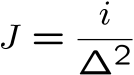 J = \frac{i}{\Delta^2}